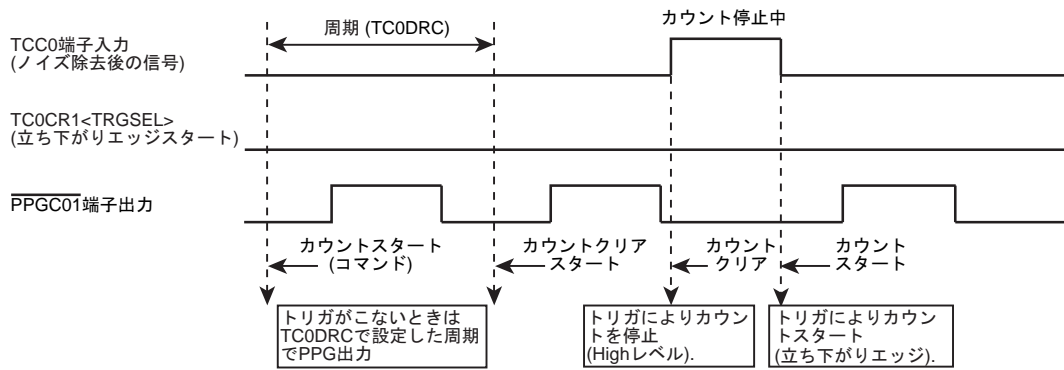 周期 (TC0DRC)
カウント停止中
TCC0端子入力
(ノイズ除去後の信号)
TC0CR1<TRGSEL>
(立ち下がりエッジスタート)
PPGC01端子出力
カウントスタート
(コマンド)
カウントクリア
スタート
カウント
クリア
カウント
スタート
トリガがこないときは
TC0DRCで設定した周期
でPPG出力
トリガによりカウン
トを停止
(Highレベル).
トリガによりカウン
トスタート
(立ち下がりエッジ).